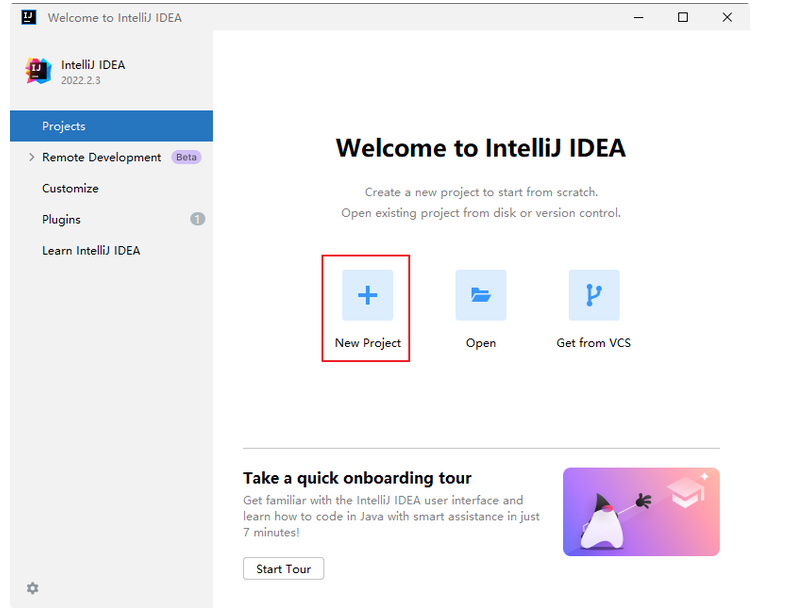 Welcome to IntelliJ IDEA
IntelliJ IDEA
2022.2.3
Projects
Remote Development Beta
Customize
Plugins 1
Learn IntelliJ IDEA
Welcome to IntelliJ IDEA
Create a new project to start from scratch.
Open existing project from disk or version control.
New Project
Open
Get from VCS
Take a quick onboarding tour
Get familiar with the IntelliJ IDEA user interface and
learn how to code in Java with smart assistance in just
7 minutes!
Start Tour